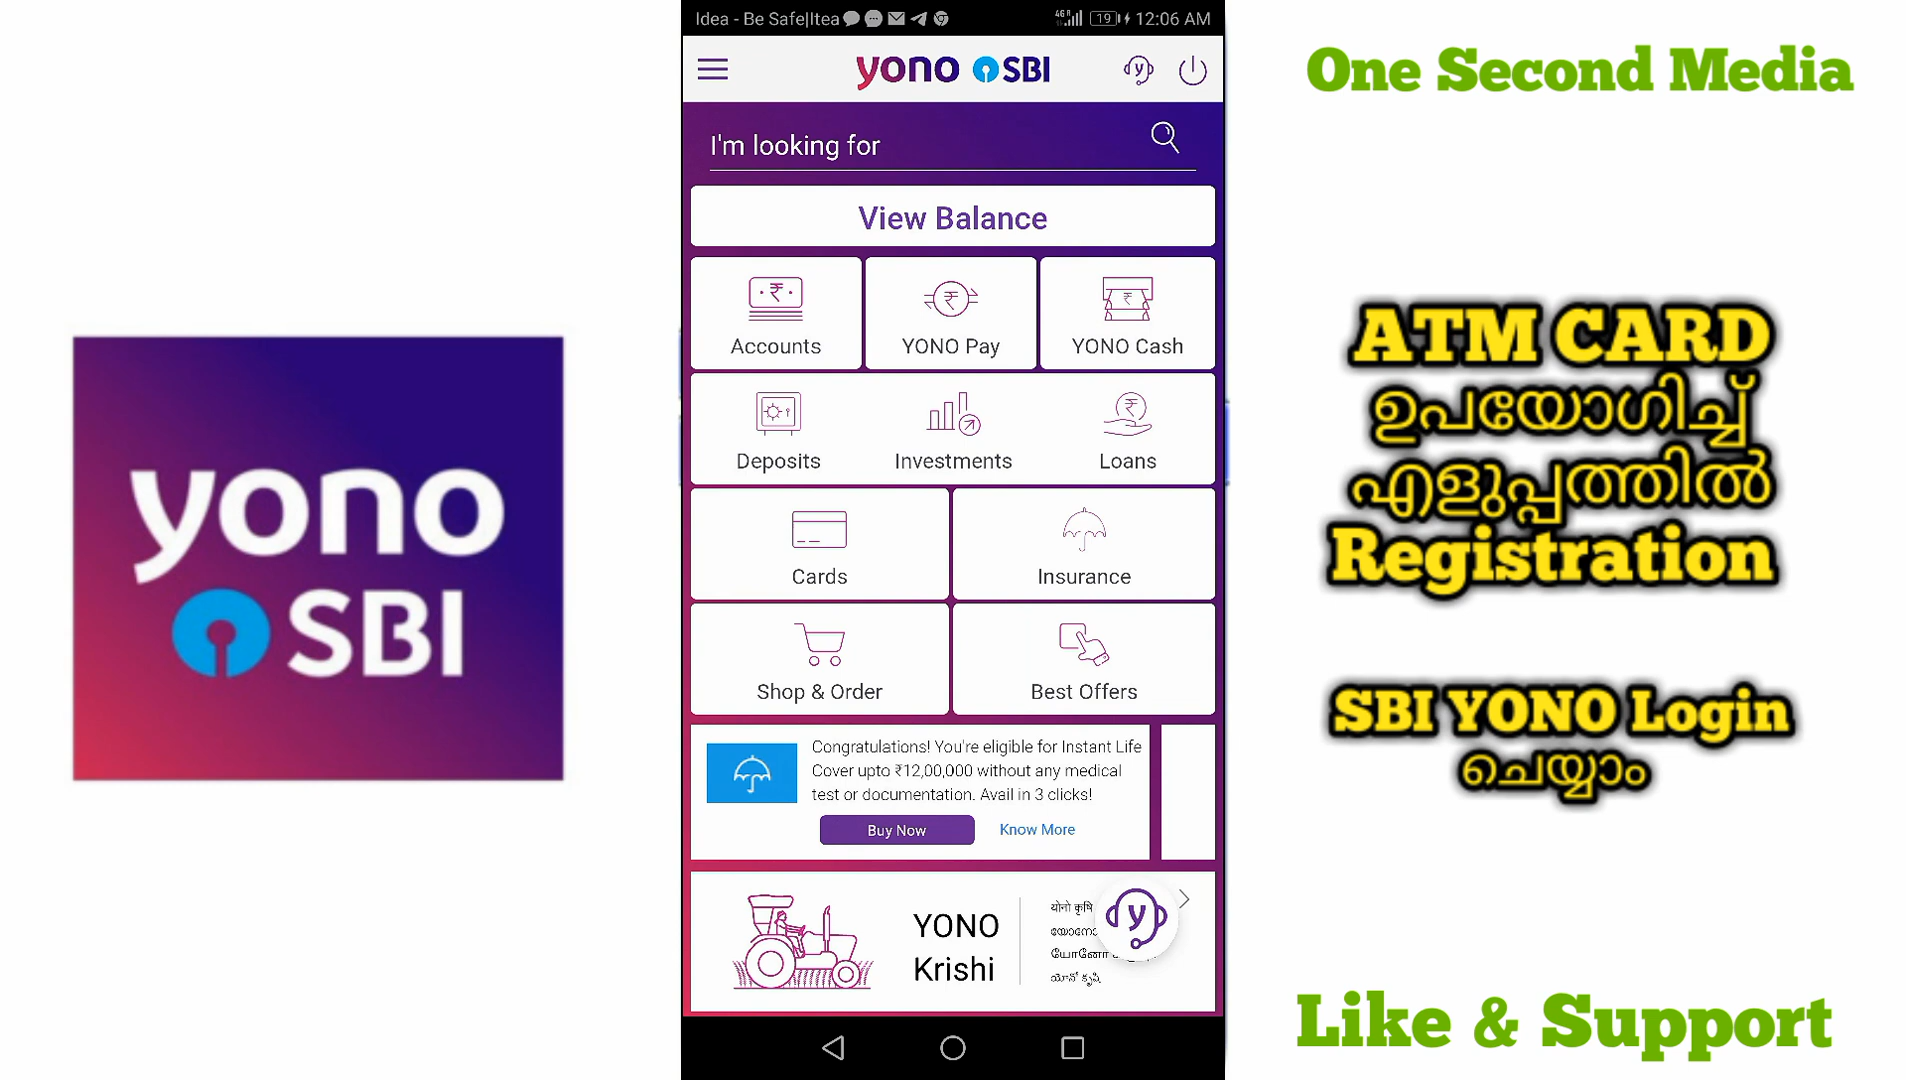 Idea - Be Safe|Itea
4G R
19
12:06 AM
yono SBI
y
I'm looking for
View Balance
Accounts
YONO Pay
YONO Cash
Deposits
Investments
Loans
Cards
Insurance
Shop & Order
Best Offers
Congratulations! You're eligible for Instant Life
Cover upto ₹12,00,000 without any medical
test or documentation. Avail in 3 clicks!
Buy Now
Know More
YONO
Krishi
योनो कृषि
y
yono
SBI
One Second Media
ATM CARD
ഉപയോഗിച്ച്
എളുപ്പത്തിൽ
Registration
SBI YONO Login
ചെയ്യാം
Like & Support